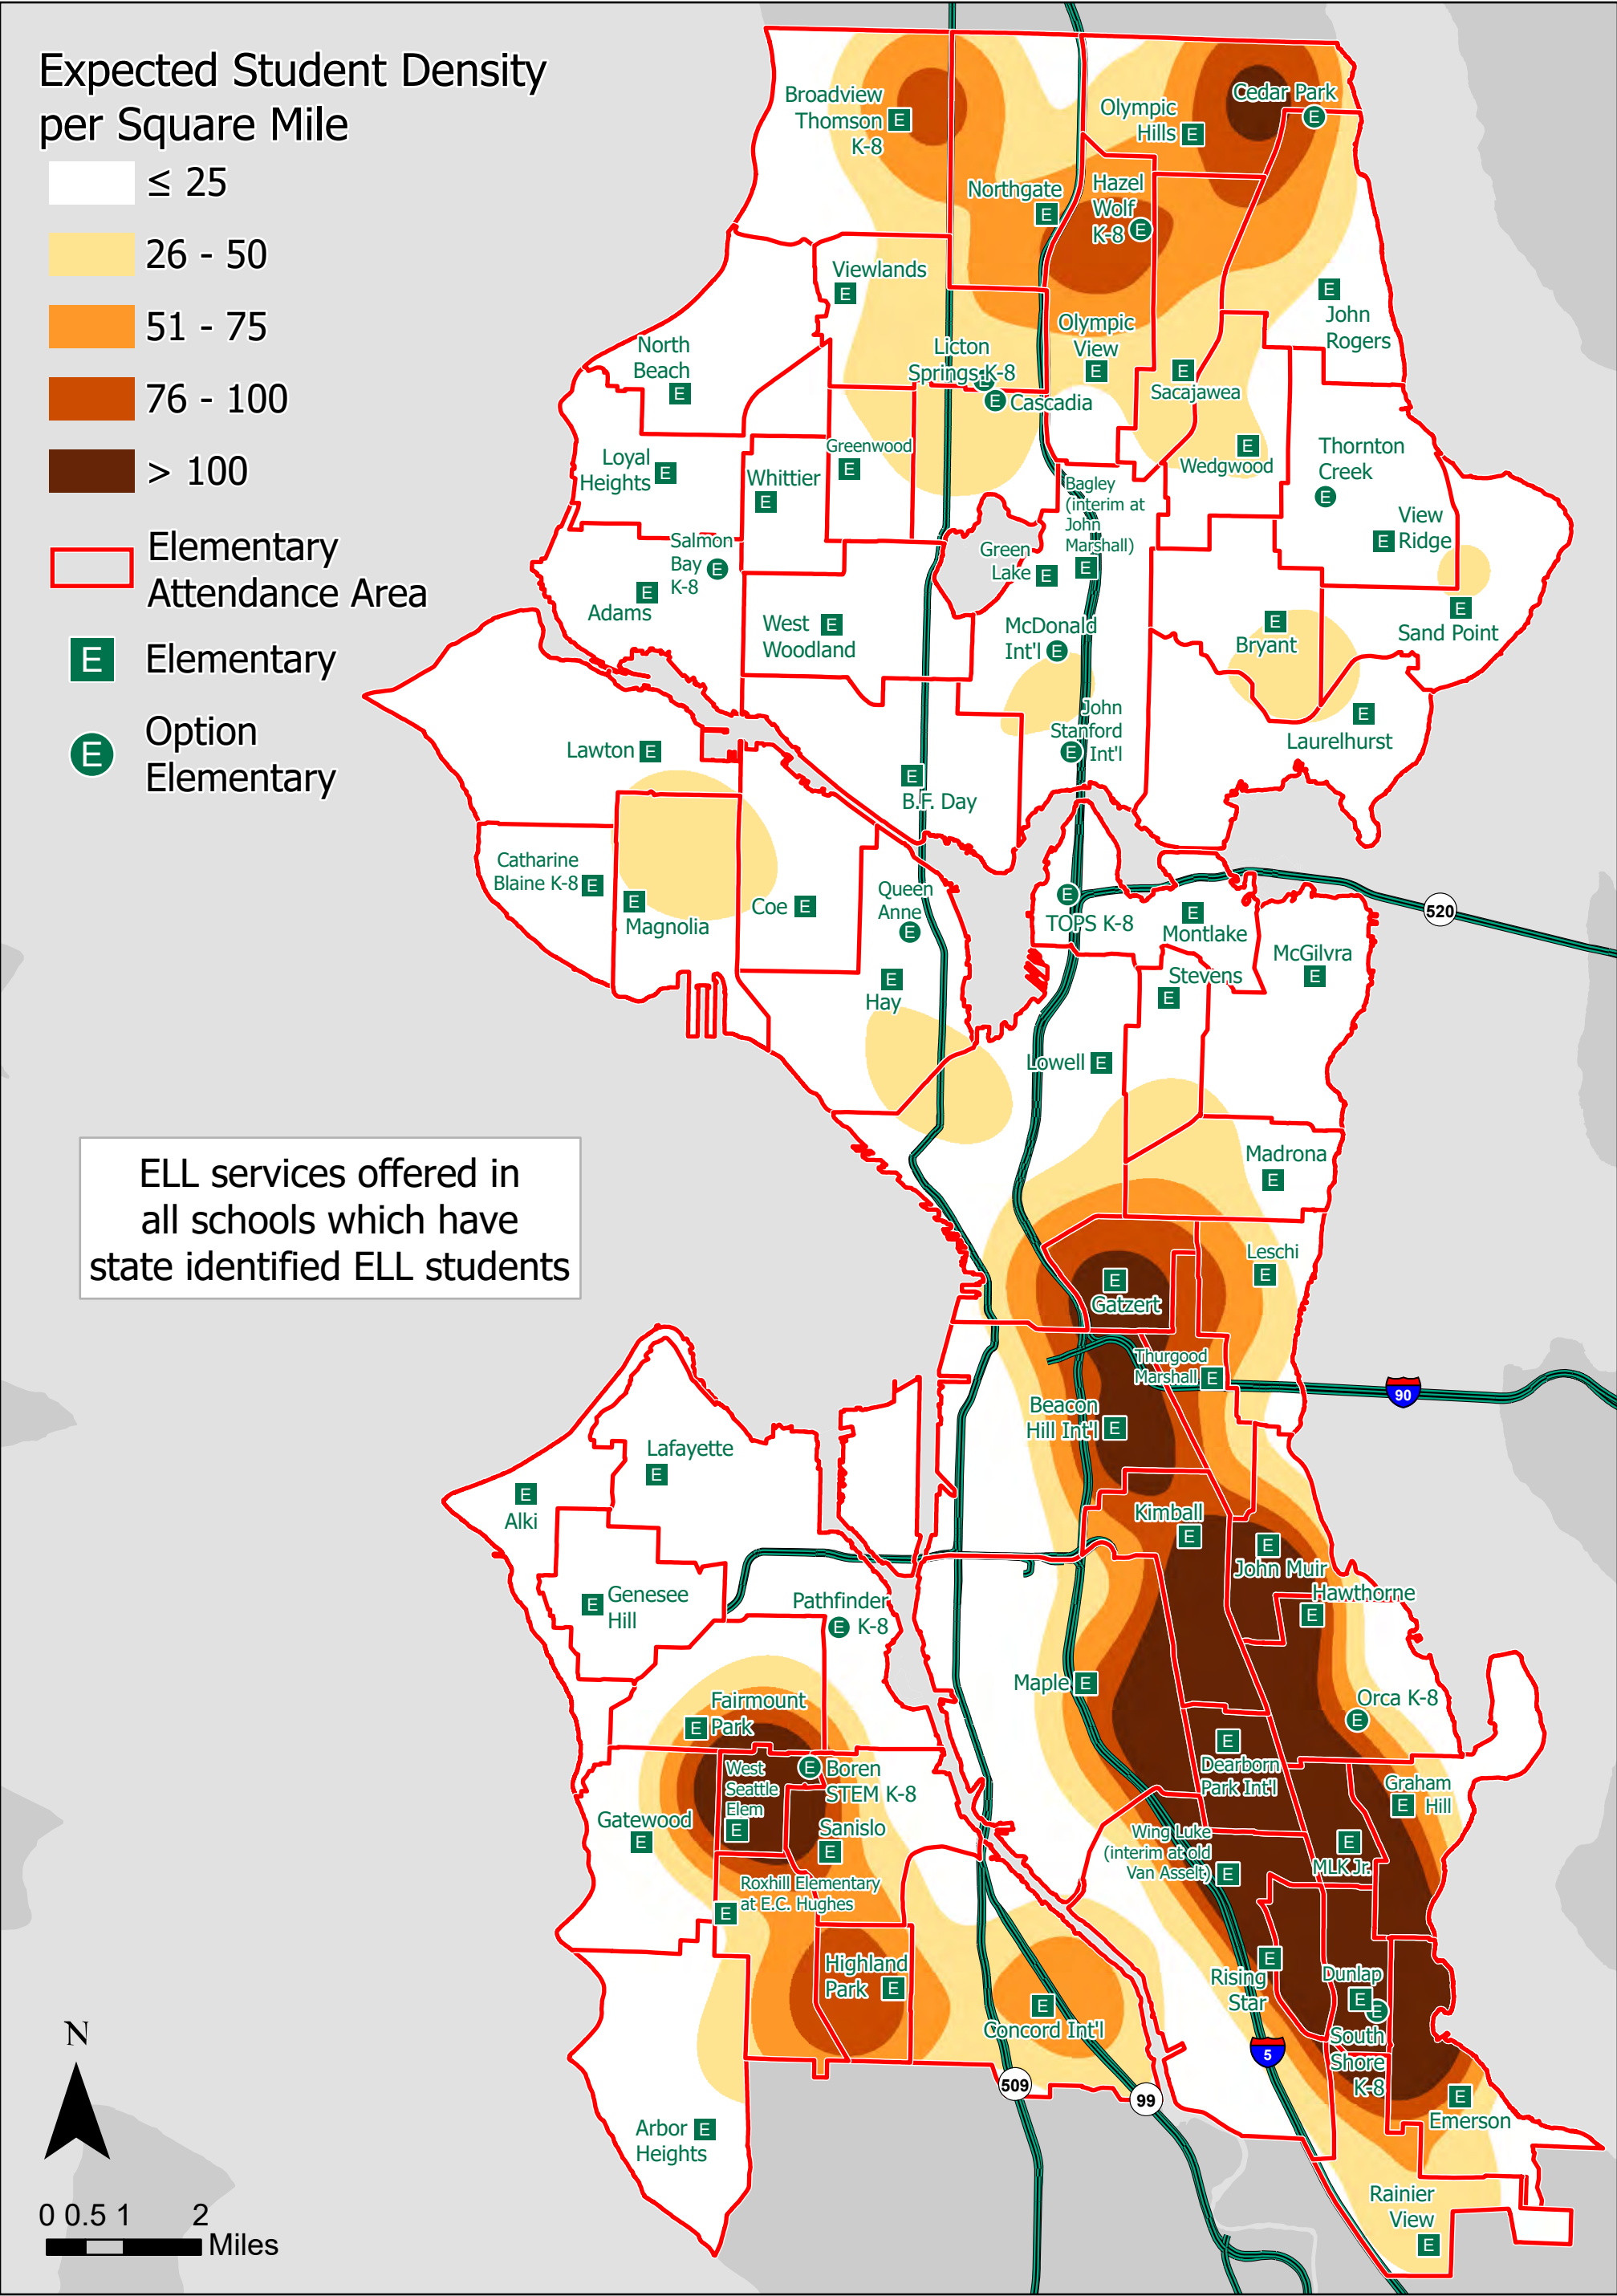 Expected Student Density
per Square Mile
≤ 25
26 - 50
51 - 75
76 - 100
> 100
Elementary
Attendance Area
E Elementary
E Option
Elementary
ELL services offered in
all schools which have
state identified ELL students
Broadview
Thomson E
K-8
Olympic
Hills E
Cedar Park
E
Northgate
E
Hazel
Wolf
K-8 E
Viewlands
E
John
Rogers
E
North
Beach
E
Licton
Springs K-8
E
E Cascadia
Olympic
View
E
E
Sacajawea
Loyal
Heights E
Whittier
E
Greenwood
E
E
Wedgwood
Thornton
Creek
E
Bagley
(interim at
John
Marshall)
E
View
E Ridge
Salmon
Bay E
K-8
E
Adams
Green
Lake E
West E
Woodland
McDonald
Int'l E
E
Bryant
E
Sand Point
John
Stanford
E Int'l
E
Laurelhurst
Lawton E
E
B.F. Day
Catharine
Blaine K-8 E
E
Magnolia
Coe E
Queen
Anne
E
E
TOPS K-8
E
Montlake
520
McGilvra
E
Stevens
E
E
Hay
Lowell E
Madrona
E
Leschi
E
E
Gatzert
Thurgood
Marshall E
90
Beacon
Hill Int'l E
Lafayette
E
E
Alki
Kimball
E
E
John Muir
Hawthorne
E
Genesee
E Hill
Pathfinder
E K-8
Maple E
Orca K-8
E
Fairmount
E Park
E
Dearborn
Park Int'l
West
Seattle
Elem
E
E Boren
STEM K-8
Graham
E Hill
Gatewood
E
Sanislo
E
Wing Luke
(interim at old
Van Asselt) E
E
MLK Jr.
Roxhill Elementary
at E.C. Hughes
E
Highland
Park E
E
Rising
Star
Dunlap
E
E
South
Shore
K-8
E
Concord Int'l
5
509
99
E
Emerson
Arbor E
Heights
Rainier
View
E
N
0 0.5 1 2
Miles